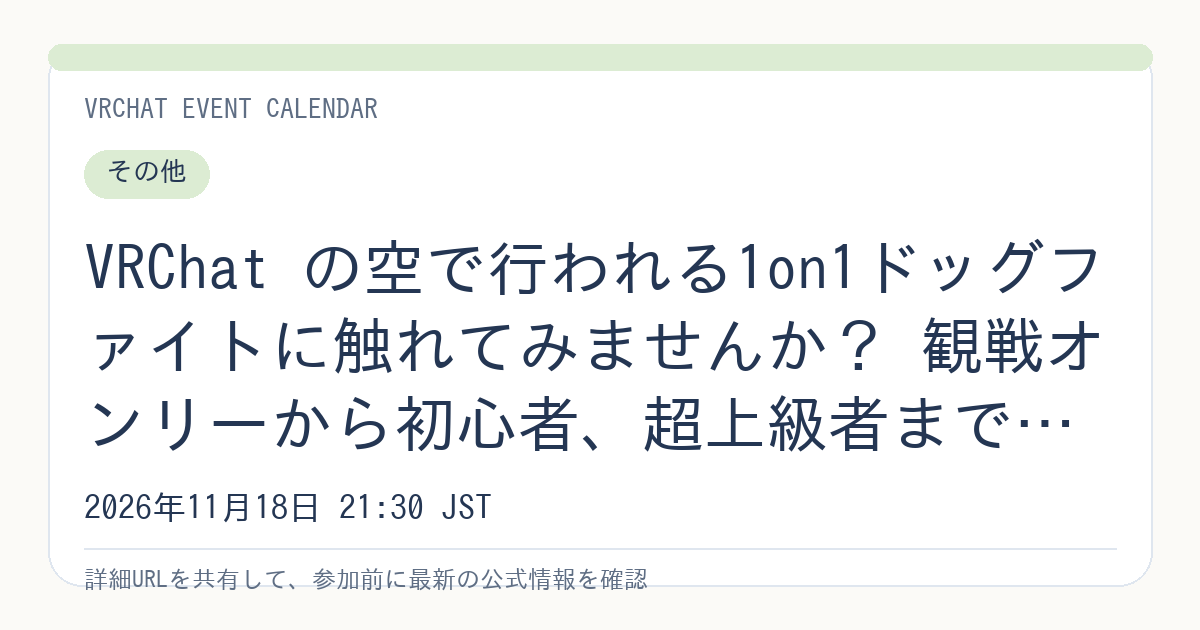 VRCHAT EVENT CALENDAR
その他
VRChat の空で行われる1on1ドッグフ
ァイトに触れてみませんか？ 観戦オ
ンリーから初心者、超上級者まで…
2026年11月18日 21:30 JST
詳細URLを共有して、参加前に最新の公式情報を確認